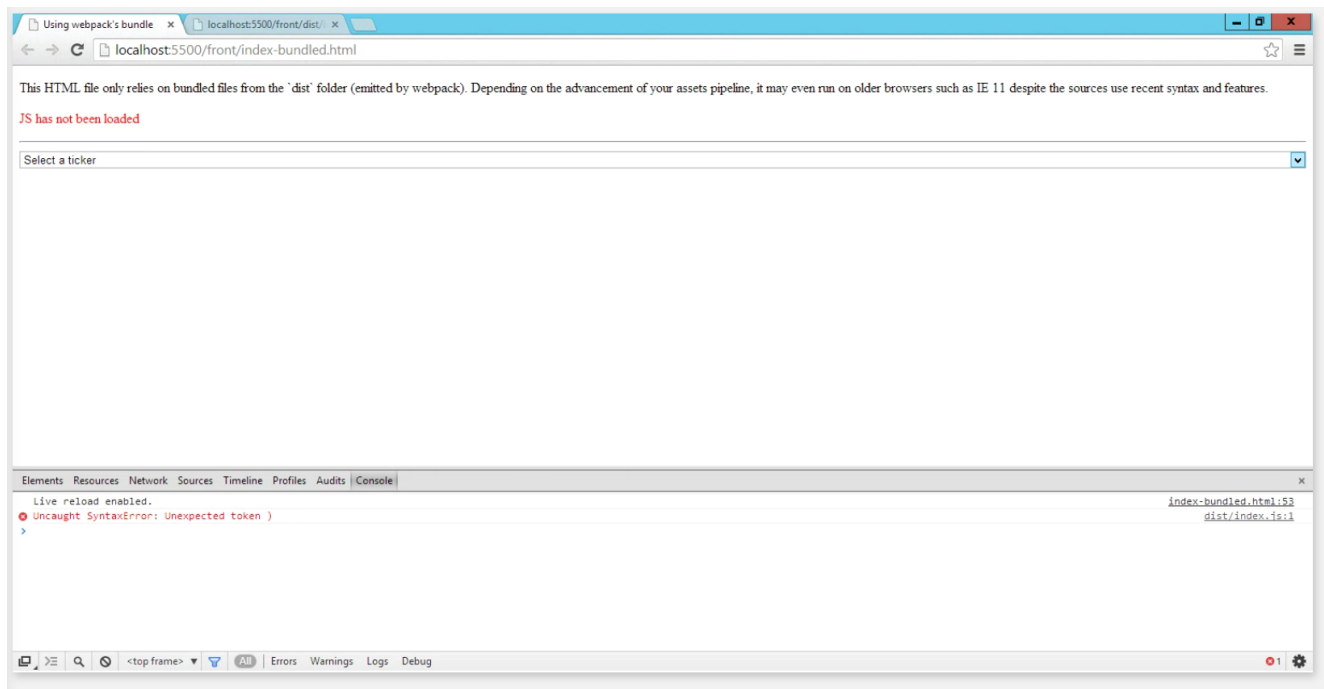 Using webpack's bundle
localhost:5500/front/dist/
localhost:5500/front/index-bundled.html
This HTML file only relies on bundled files from the `dist` folder (emitted by webpack). Depending on the advancement of your assets pipeline, it may even run on older browsers such as IE 11 despite the sources use recent syntax and features.
JS has not been loaded
Select a ticker
Elements Resources Network Sources Timeline Profiles Audits Console
Live reload enabled. index-bundled.html:53
Uncaught SyntaxError: Unexpected token ) dist/index.js:1
<top frame> All Errors Warnings Logs Debug 1